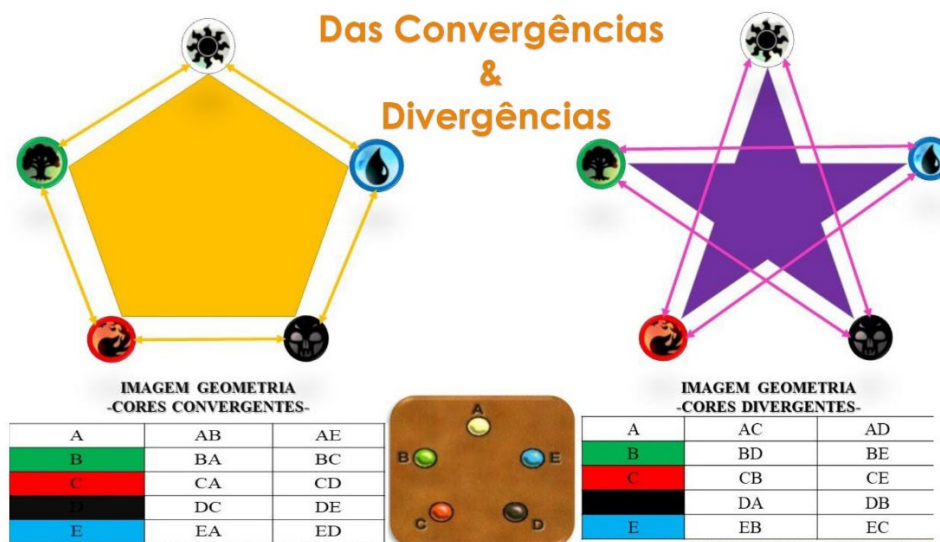 Das Convergências
&
Divergências
IMAGEM GEOMETRIA
-CORES CONVERGENTES-
A AB AE
B BA BC
C CA CD
D DC DE
E EA ED
A
B E
C D
IMAGEM GEOMETRIA
-CORES DIVERGENTES-
A AC AD
B BD BE
C CB CE
DA DB
E EB EC